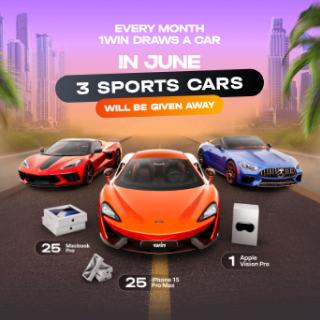 EVERY MONTH
1WIN DRAWS A CAR
IN JUNE
3 SPORTS CARS
WILL BE GIVEN AWAY
1win
25 Macbook
Pro
1 Apple
Vision Pro
25 iPhone 15
Pro Max